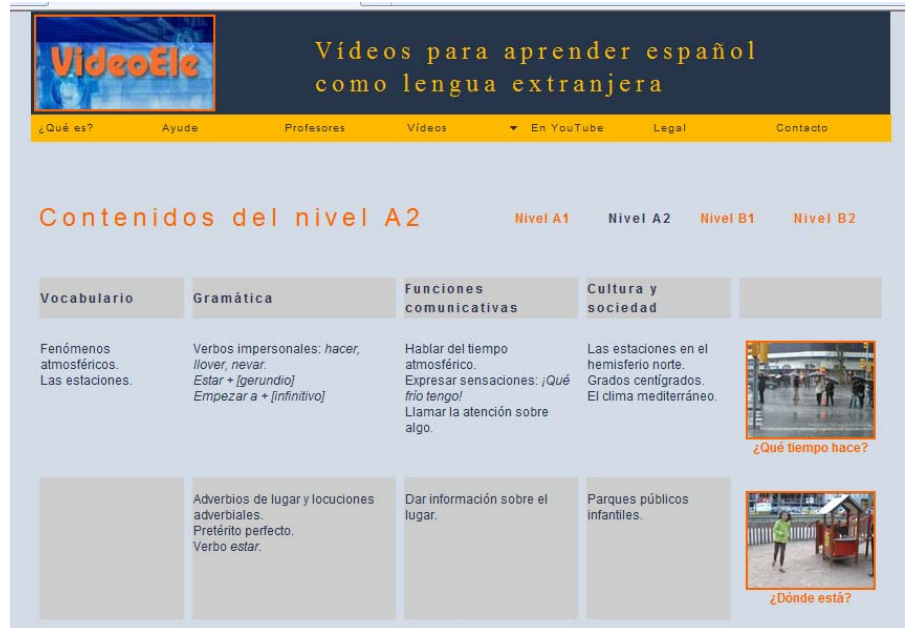 VideoEle
Vídeos para aprender español
como lengua extranjera
¿Qué es? Ayude Profesores Vídeos En YouTube Legal Contacto
Contenidos del nivel A2
Nivel A1 Nivel A2 Nivel B1 Nivel B2
Vocabulario
Gramática
Funciones
comunicativas
Cultura y
sociedad
Fenómenos
atmosféricos.
Las estaciones.
Verbos impersonales: hacer,
llover, nevar.
Estar + [gerundio]
Empezar a + [infinitivo]
Hablar del tiempo
atmosférico.
Expresar sensaciones: ¡Qué
frío tengo!
Llamar la atención sobre
algo.
Las estaciones en el
hemisferio norte.
Grados centígrados.
El clima mediterráneo.
¿Qué tiempo hace?
Adverbios de lugar y locuciones
adverbiales.
Pretérito perfecto.
Verbo estar.
Dar información sobre el
lugar.
Parques públicos
infantiles.
¿Dónde está?